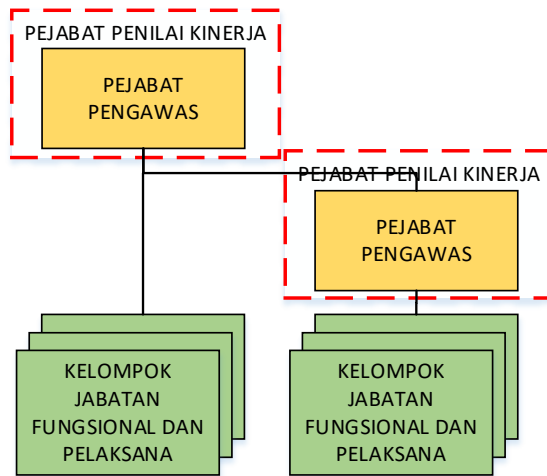 PEJABAT PENILAI KINERJA
PEJABAT
PENGAWAS
PEJABAT PENILAI KINERJA
PEJABAT
PENGAWAS
KELOMPOK
JABATAN
FUNGSIONAL DAN
PELAKSANA
KELOMPOK
JABATAN
FUNGSIONAL DAN
PELAKSANA